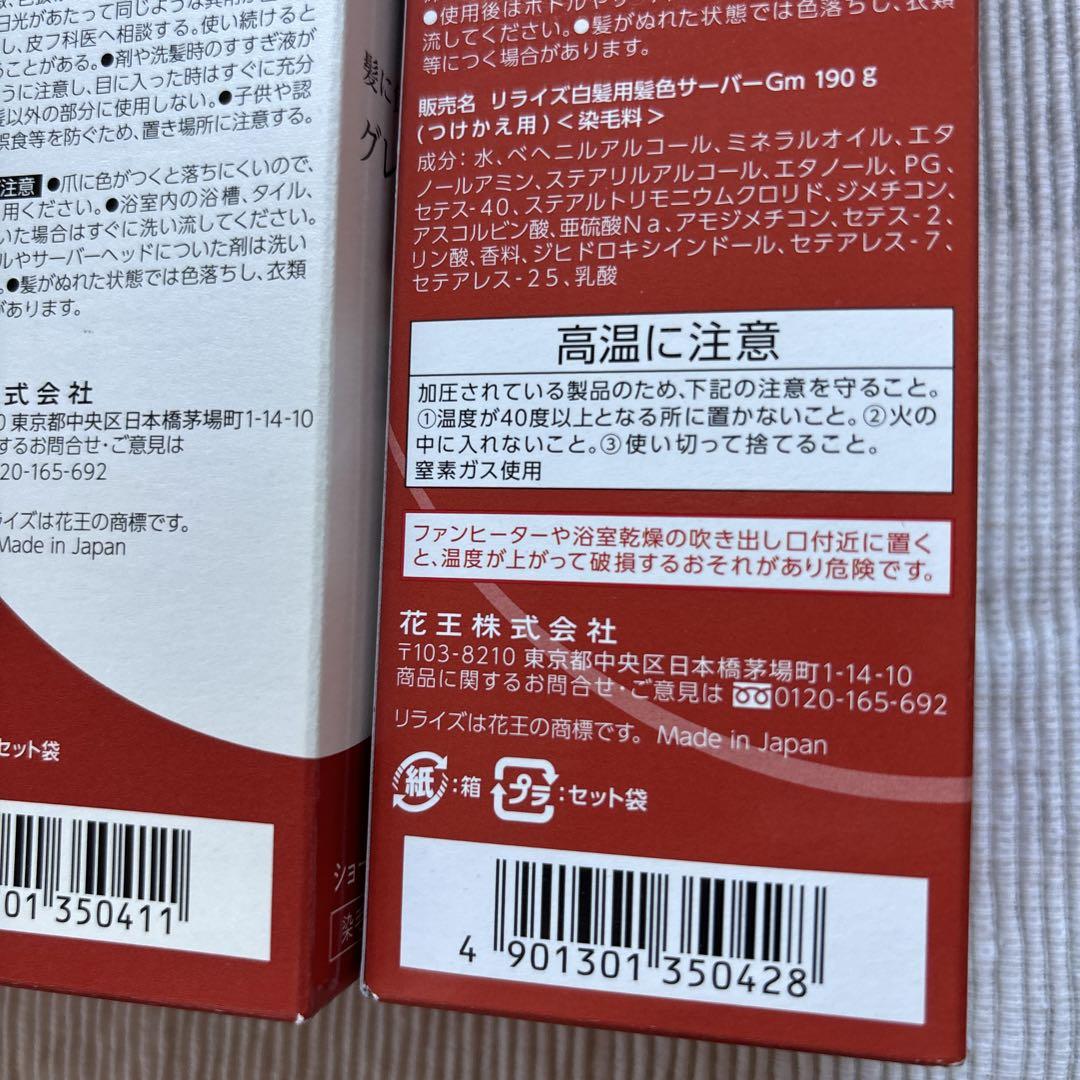 日光があたって同じような異常が
し、皮フ科医へ相談する。使い続けると
ことがある。●剤や洗髪時のすすぎ液が
うに注意し、目に入った時はすぐに充分
以外の部分に使用しない。●子供や認
誤食等を防ぐため、置き場所に注意する。
注意 ●爪に色がつくと落ちにくいので、
用ください。●浴室内の浴槽、タイル、
いた場合はすぐに洗い流してください。
ルやサーバーヘッドについた剤は洗い
。●髪がぬれた状態では色落ちし、衣類
があります。
式会社
0 東京都中央区日本橋茅場町1-14-10
するお問合せ・ご意見は
20-165-692
ライズは花王の商標です。
Made in Japan
セット袋
01 350411
髪に
グレ
ショー
染毛
●使用後はボトルやサ
流してください。●髪がぬれた状態では色落ちし、衣類
等につく場合があります。
販売名 リライズ白髪用髪色サーバーGm 190g
(つけかえ用)<染毛料>
成分:水、ベヘニルアルコール、ミネラルオイル、エタ
ノールアミン、ステアリルアルコール、エタノール、PG、
セテス-40、ステアルトリモニウムクロリド、ジメチコン、
アスコルビン酸、亜硫酸Na、アモジメチコン、セテス-2、
リン酸、香料、ジヒドロキシインドール、セテアレス-7、
セテアレス-25、乳酸
高温に注意
加圧されている製品のため、下記の注意を守ること。
①温度が40度以上となる所に置かないこと。②火の
中に入れないこと。③使い切って捨てること。
窒素ガス使用
ファンヒーターや浴室乾燥の吹き出し口付近に置く
と、温度が上がって破損するおそれがあり危険です。
花王株式会社
〒103-8210 東京都中央区日本橋茅場町1-14-10
商品に関するお問合せ・ご意見は 0120-165-692
リライズは花王の商標です。 Made in Japan
紙:箱 プラ:セット袋
4 901301 350428